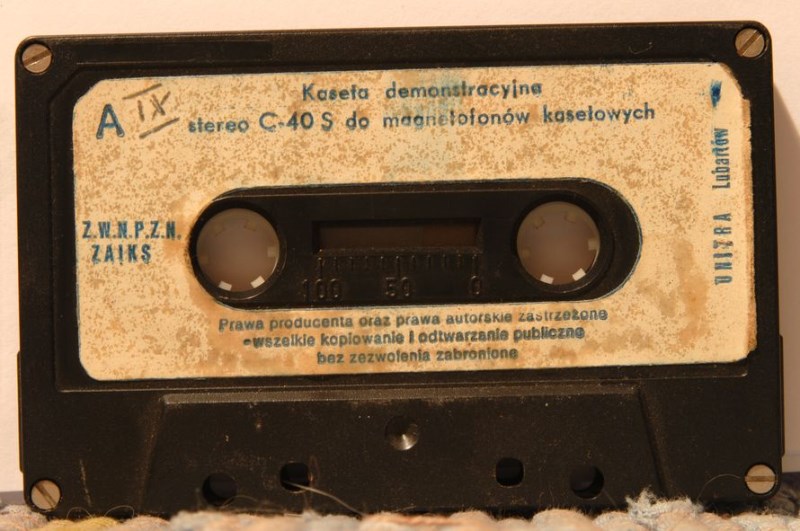 A
IX
Kaseta demonstracyjna
stereo C-40 S do magnetofonów kasetowych
Z.W.N.P.Z.N.
ZAIKS
UNITRA Lubartów
100 50 0
Prawa producenta oraz prawa autorskie zastrzeżone
wszelkie kopiowanie i odtwarzanie publiczne
bez zezwolenia zabronione